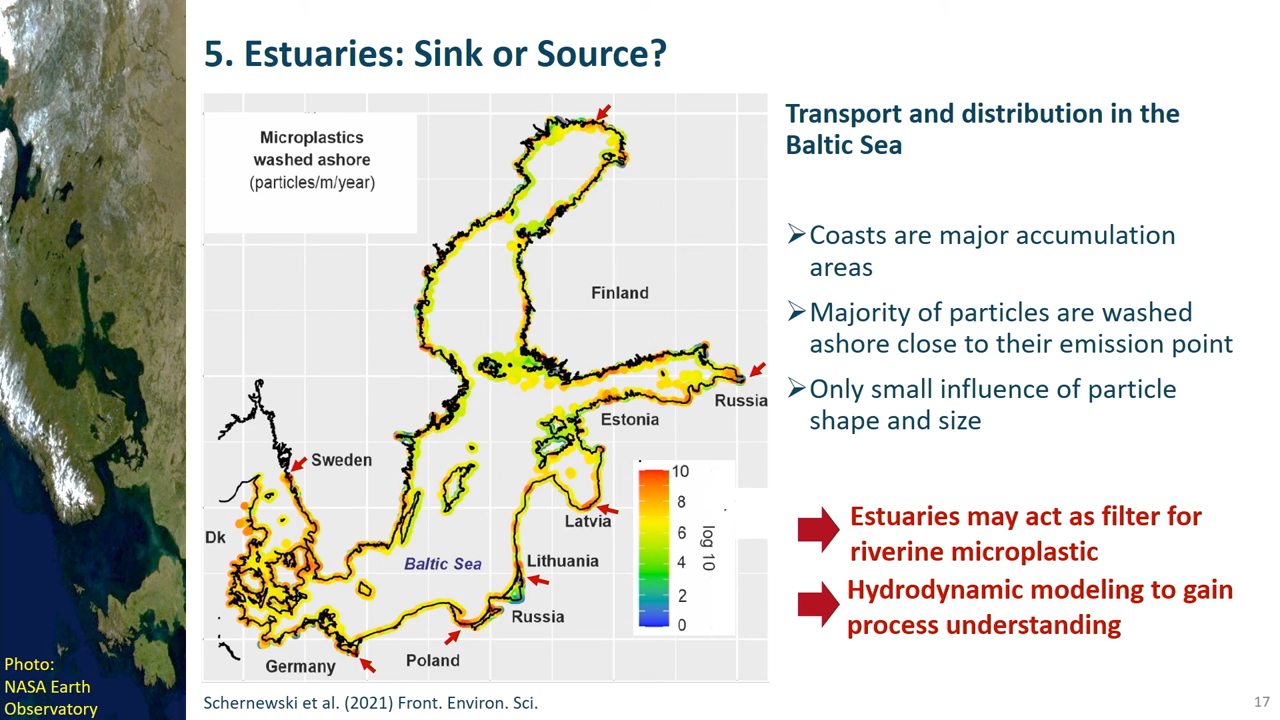 5. Estuaries: Sink or Source?
Microplastics
washed ashore
(particles/m/year)
Finland
Russia
Estonia
Sweden
Latvia
Dk
Lithuania
Baltic Sea
Russia
Poland
Germany
10
8
6
4
2
0
log 10
Transport and distribution in the
Baltic Sea
➢Coasts are major accumulation
areas
➢Majority of particles are washed
ashore close to their emission point
➢Only small influence of particle
shape and size
Estuaries may act as filter for
riverine microplastic
Hydrodynamic modeling to gain
process understanding
Photo:
NASA Earth
Observatory
Schernewski et al. (2021) Front. Environ. Sci.
17